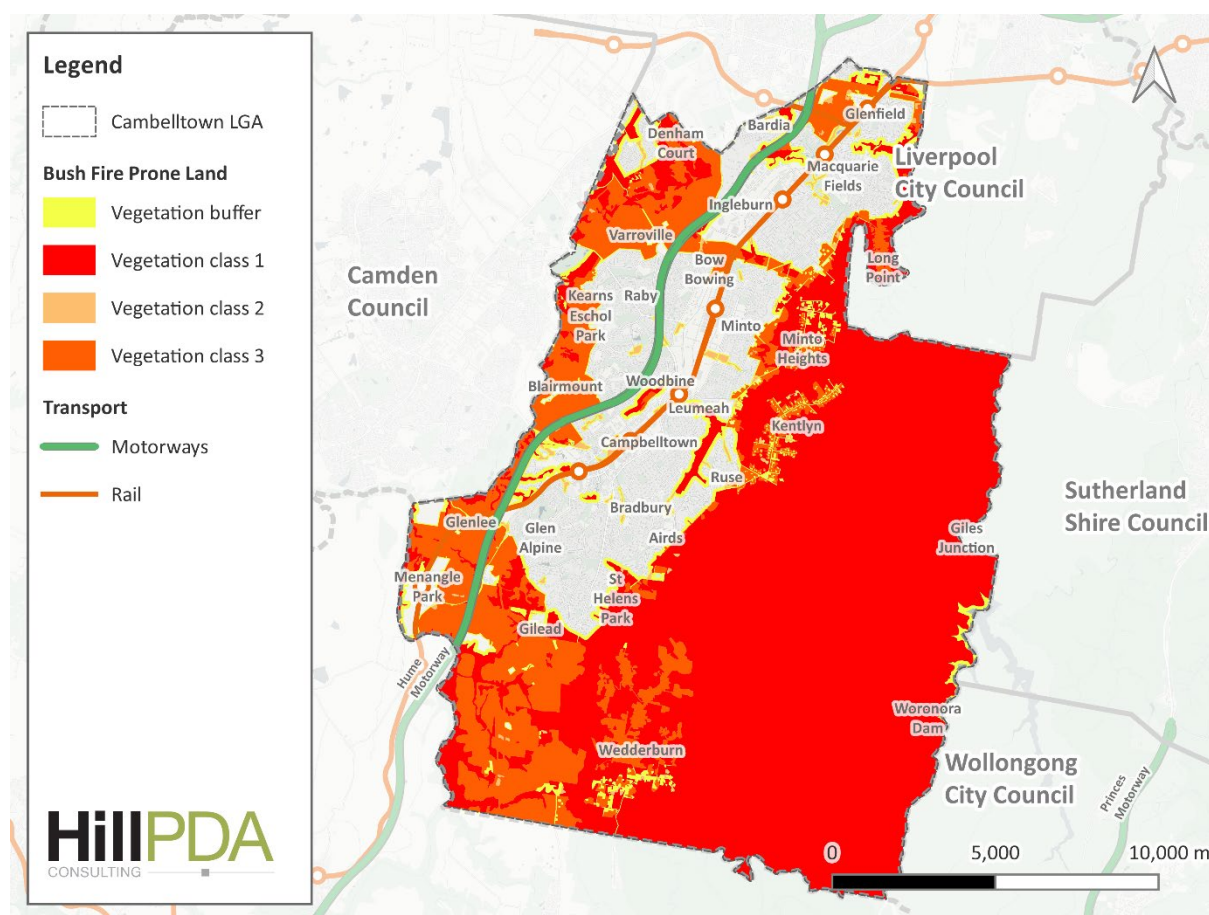 Legend
Cambelltown LGA
Bush Fire Prone Land
Vegetation buffer
Vegetation class 1
Vegetation class 2
Vegetation class 3
Transport
Motorways
Rail
HillPDA
CONSULTING
Glenfield
Bardia
Denham
Court
Liverpool
City Council
Macquarie
Fields
Ingleburn
Varroville
Long
Point
Bow
Bowing
Camden
Council
Kearns
Eschol
Park
Raby
Minto
Minto
Heights
Blairmount
Woodbine
Leumeah
Kentlyn
Campbelltown
Ruse
Sutherland
Shire Council
Bradbury
Glenlee
Glen
Alpine
Airds
Giles
Junction
Menangle
Park
St
Helens
Park
Gilead
Hume
Motorway
Woronora
Dam
Wedderburn
Wollongong
City Council
Princes
Motorway
0 5,000 10,000 m